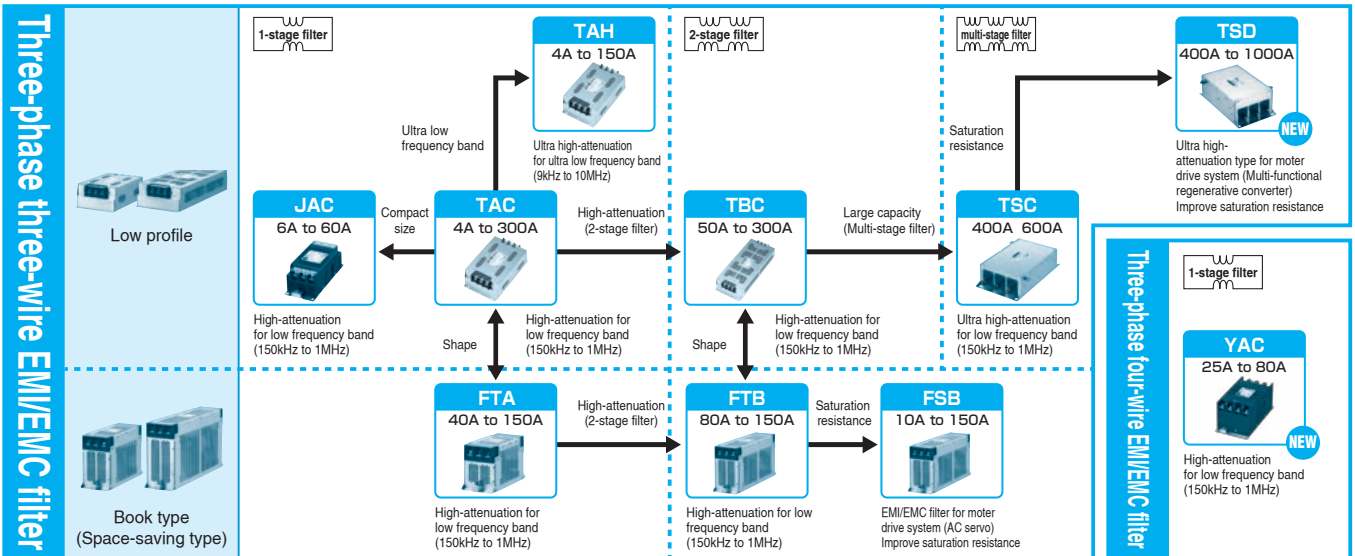 Three-phase three-wire EMI/EMC filter
Low profile
Book type
(Space-saving type)
1-stage filter
TAH
4A to 150A
Ultra high-attenuation
for ultra low frequency band
(9kHz to 10MHz)
Ultra low
frequency band
JAC
6A to 60A
High-attenuation
for low frequency band
(150kHz to 1MHz)
Compact
size
TAC
4A to 300A
High-attenuation for
low frequency band
(150kHz to 1MHz)
Shape
High-attenuation
(2-stage filter)
FTA
40A to 150A
High-attenuation for
low frequency band
(150kHz to 1MHz)
High-attenuation
(2-stage filter)
2-stage filter
TBC
50A to 300A
High-attenuation for
low frequency band
(150kHz to 1MHz)
Shape
Large capacity
(Multi-stage filter)
FTB
80A to 150A
High-attenuation for low
frequency band
(150kHz to 1MHz)
Saturation
resistance
FSB
10A to 150A
EMI/EMC filter for moter
drive system (AC servo)
Improve saturation resistance
multi-stage filter
TSC
400A 600A
Ultra high-attenuation
for low frequency band
(150kHz to 1MHz)
Saturation
resistance
TSD
400A to 1000A
NEW
Ultra high-
attenuation type for moter
drive system (Multi-functional
regenerative converter)
Improve saturation resistance
Three-phase four-wire EMI/EMC filter
1-stage filter
YAC
25A to 80A
NEW
High-attenuation
for low frequency band
(150kHz to 1MHz)